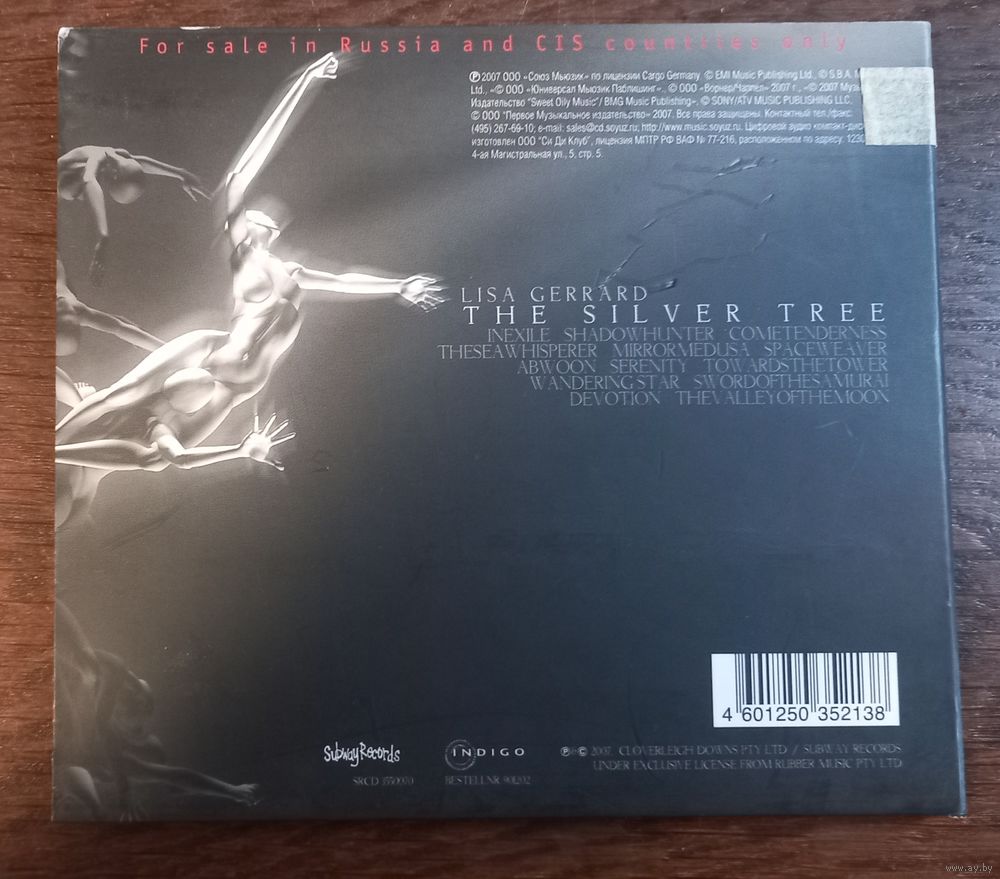 For sale in Russia and CIS countries only
Ⓟ 2007 ООО «Союз Мьюзик" по лицензии Cargo Germany © EMI Music Publishing Ltd., © S.B.A.
Ltd., «© ООО «Юниверсал Мьюзик Паблишинг», © ООО «Ворнер/Чаппел» 2007 г., «© 2007
Издательство "Sweet Oily Music"/ BMG Music Publishing», © SONY/ATV MUSIC PUBLISHING LLC,
© ООО "Первое Музыкальное издательство» 2007. Все права защищены. Контактный тел./факс:
(495) 267-69-10; e-mail: sales@cd.soyuz.ru, http://www.music.soyuz.ru. Цифровой аудио компакт-диск
изготовлен ООО "Си Ди Клуб", лицензия МПТР РФ ВАФ № 77-216, расположенном по адресу:
4-ая Магистральная ул., 5, стр. 5.
LISA GERRARD
THE SILVER TREE
INEXILE SHADOWHUNTER COMETENDERNESS
THESEAWHISPERER MIRRORMEDUSA SPACEWEAVER
ABWOON SERENITY TOWARDSTHETOWER
WANDERING STAR SWORDOFTHESAMURAI
DEVOTION THEVALLEYOFTHEMOON
4 601250 352138
SubwayRecords
INDIGO
Ⓟ+© 2007. CLOVERLEIGH DOWNS PTY LTD / SUBWAY RECORDS
SRCD 3550970 BESTELLNR 901202 UNDER EXCLUSIVE LICENSE FROM RUBBER MUSIC PTY LTD
www.ay.by